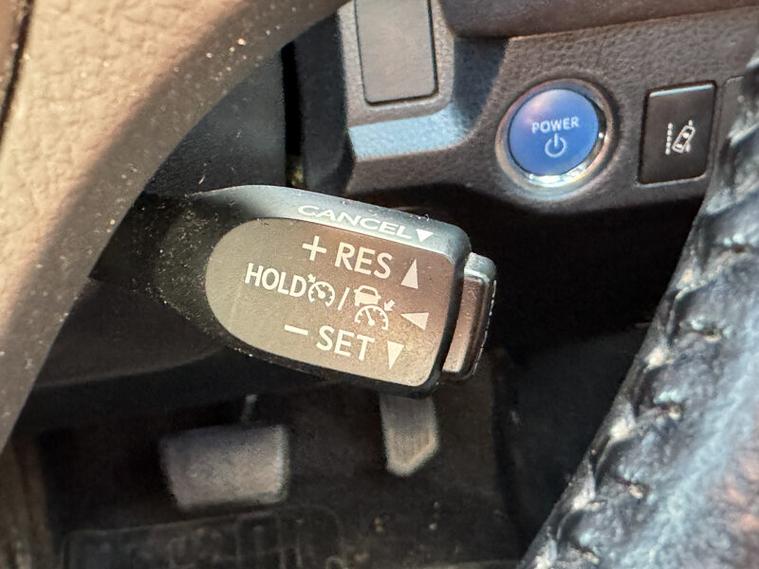 POWER
CANCEL▼
+ RES ▲
HOLD / ◀
− SET ▼